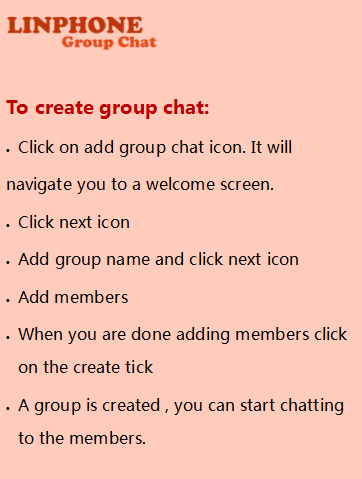 LINPHONE
Group Chat
To create group chat:
• Click on add group chat icon. It will
navigate you to a welcome screen.
• Click next icon
• Add group name and click next icon
• Add members
• When you are done adding members click
on the create tick
• A group is created , you can start chatting
to the members.